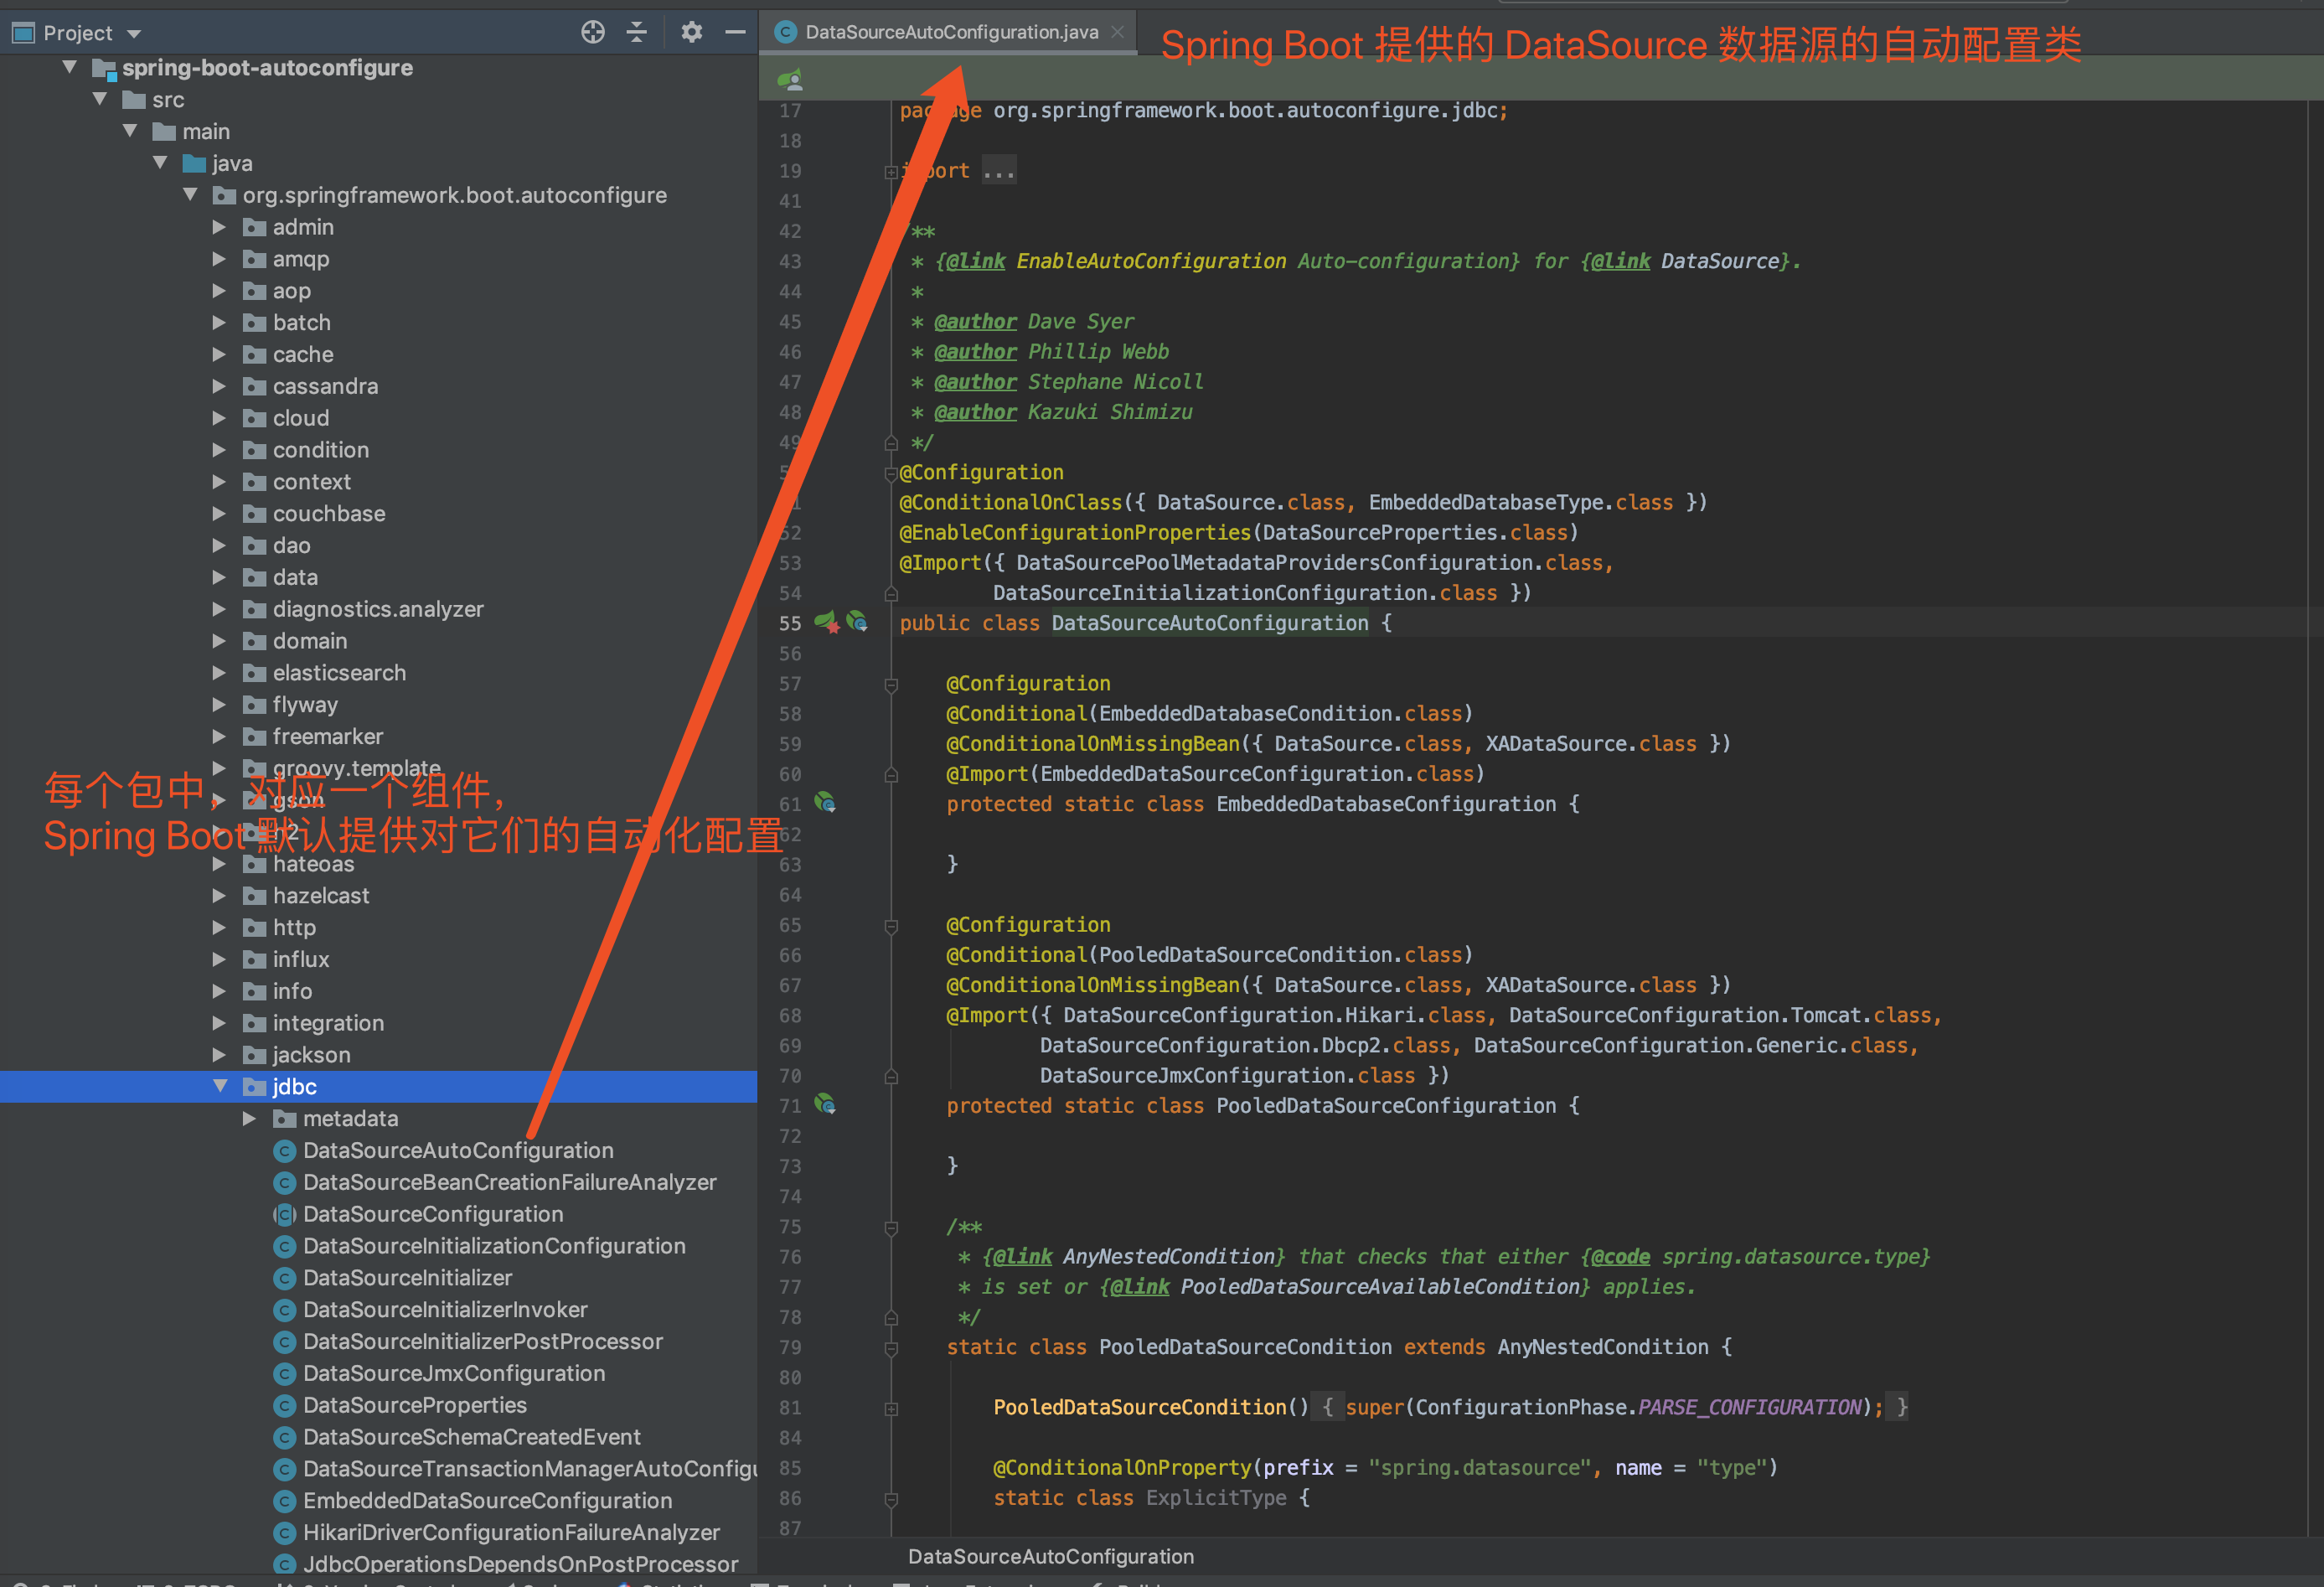 Project
spring-boot-autoconfigure
src
main
java
org.springframework.boot.autoconfigure
admin
amqp
aop
batch
cache
cassandra
cloud
condition
context
couchbase
dao
data
diagnostics.analyzer
domain
elasticsearch
flyway
freemarker
groovy.template
gson
h2
hateoas
hazelcast
http
influx
info
integration
jackson
jdbc
metadata
DataSourceAutoConfiguration
DataSourceBeanCreationFailureAnalyzer
DataSourceConfiguration
DataSourceInitializationConfiguration
DataSourceInitializer
DataSourceInitializerInvoker
DataSourceInitializerPostProcessor
DataSourceJmxConfiguration
DataSourceProperties
DataSourceSchemaCreatedEvent
DataSourceTransactionManagerAutoConfigu
EmbeddedDataSourceConfiguration
HikariDriverConfigurationFailureAnalyzer
JdbcOperationsDependsOnPostProcessor
每个包中，对应一个组件，
Spring Boot 默认提供对它们的自动化配置
DataSourceAutoConfiguration.java
Spring Boot 提供的 DataSource 数据源的自动配置类
17 package org.springframework.boot.autoconfigure.jdbc;
18
19 import ...
41
42 **
43 * {@link EnableAutoConfiguration Auto-configuration} for {@link DataSource}.
44 *
45 * @author Dave Syer
46 * @author Phillip Webb
47 * @author Stephane Nicoll
48 * @author Kazuki Shimizu
49 */
@Configuration
@ConditionalOnClass({ DataSource.class, EmbeddedDatabaseType.class })
52 @EnableConfigurationProperties(DataSourceProperties.class)
53 @Import({ DataSourcePoolMetadataProvidersConfiguration.class,
54 DataSourceInitializationConfiguration.class })
55 public class DataSourceAutoConfiguration {
56
57 @Configuration
58 @Conditional(EmbeddedDatabaseCondition.class)
59 @ConditionalOnMissingBean({ DataSource.class, XADataSource.class })
60 @Import(EmbeddedDataSourceConfiguration.class)
61 protected static class EmbeddedDatabaseConfiguration {
62
63 }
64
65 @Configuration
66 @Conditional(PooledDataSourceCondition.class)
67 @ConditionalOnMissingBean({ DataSource.class, XADataSource.class })
68 @Import({ DataSourceConfiguration.Hikari.class, DataSourceConfiguration.Tomcat.class,
69 DataSourceConfiguration.Dbcp2.class, DataSourceConfiguration.Generic.class,
70 DataSourceJmxConfiguration.class })
71 protected static class PooledDataSourceConfiguration {
72
73 }
74
75 /**
76 * {@link AnyNestedCondition} that checks that either {@code spring.datasource.type}
77 * is set or {@link PooledDataSourceAvailableCondition} applies.
78 */
79 static class PooledDataSourceCondition extends AnyNestedCondition {
80
81 PooledDataSourceCondition() { super(ConfigurationPhase.PARSE_CONFIGURATION); }
84
85 @ConditionalOnProperty(prefix = "spring.datasource", name = "type")
86 static class ExplicitType {
87
DataSourceAutoConfiguration